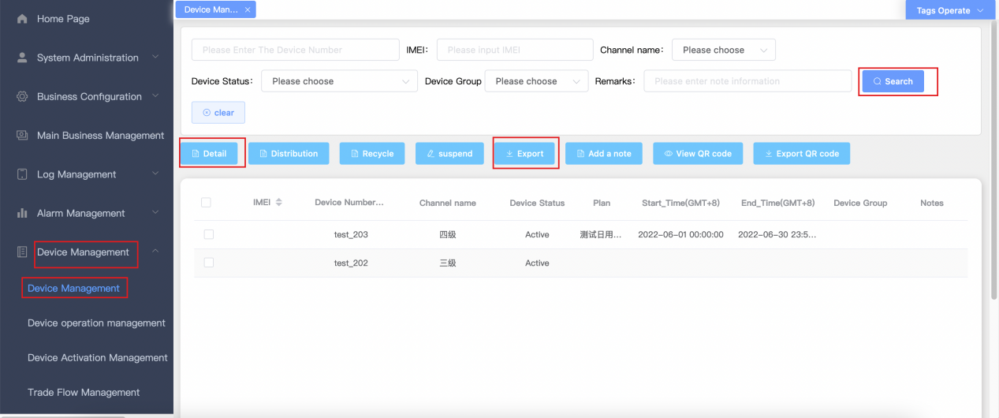 Home Page
System Administration
Business Configuration
Main Business Management
Log Management
Alarm Management
Device Management
Device Management
Device operation management
Device Activation Management
Trade Flow Management
Device Man... ×
Tags Operate
Please Enter The Device Number IMEI: Please input IMEI Channel name: Please choose
Device Status: Please choose Device Group Please choose Remarks: Please enter note information Search
clear
Detail Distribution Recycle suspend Export Add a note View QR code Export QR code
IMEI Device Number... Channel name Device Status Plan Start_Time(GMT+8) End_Time(GMT+8) Device Group Notes
test_203 四级 Active 测试日用... 2022-06-01 00:00:00 2022-06-30 23:5...
test_202 三级 Active